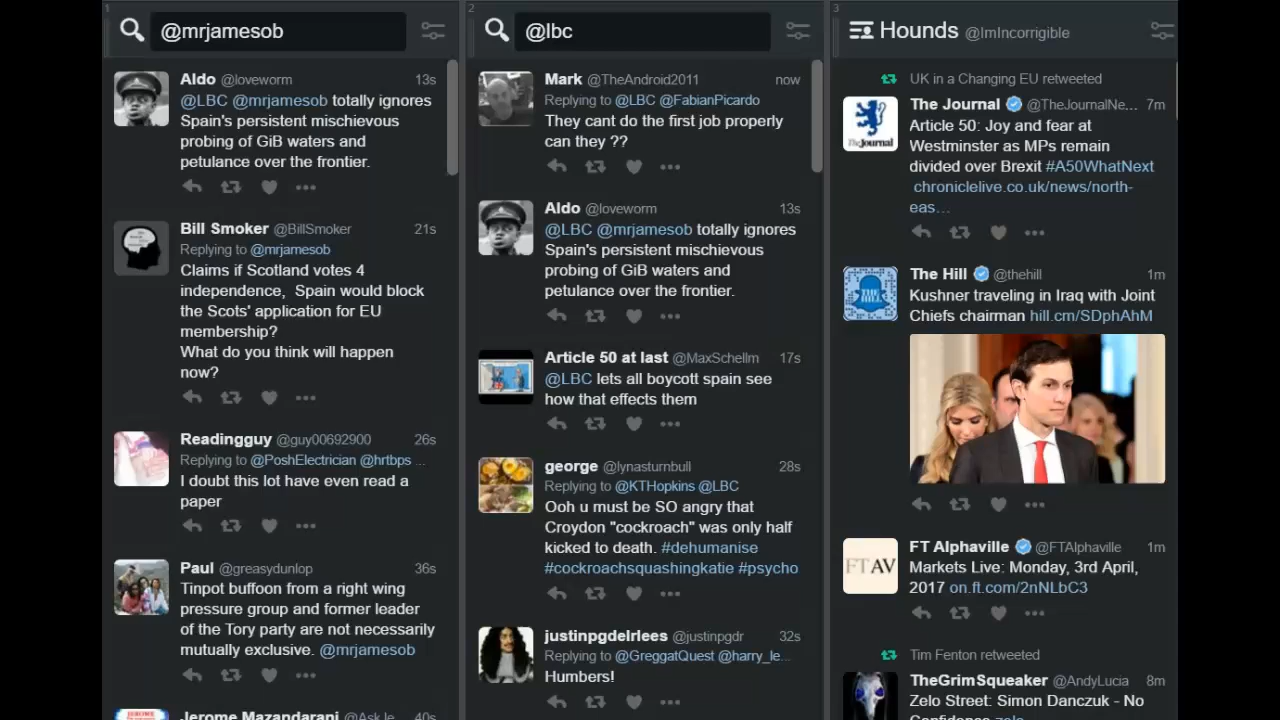 1
@mrjamesob
Aldo @loveworm 13s
@LBC @mrjamesob totally ignores
Spain's persistent mischievous
probing of GiB waters and
petulance over the frontier.
Bill Smoker @BillSmoker 21s
Replying to @mrjamesob
Claims if Scotland votes 4
independence, Spain would block
the Scots' application for EU
membership?
What do you think will happen
now?
Readingguy @guy00692900 26s
Replying to @PoshElectrician @hrtbps ...
I doubt this lot have even read a
paper
Paul @greasydunlop 36s
Tinpot buffoon from a right wing
pressure group and former leader
of the Tory party are not necessarily
mutually exclusive. @mrjamesob
Jerome Mazandarani @Ask le 40s
2
@lbc
Mark @TheAndroid2011 now
Replying to @LBC @FabianPicardo
They cant do the first job properly
can they ??
Aldo @loveworm 13s
@LBC @mrjamesob totally ignores
Spain's persistent mischievous
probing of GiB waters and
petulance over the frontier.
Article 50 at last @MaxSchellm 17s
@LBC lets all boycott spain see
how that effects them
george @lynasturnbull 28s
Replying to @KTHopkins @LBC
Ooh u must be SO angry that
Croydon "cockroach" was only half
kicked to death. #dehumanise
#cockroachsquashingkatie #psycho
justinpgdelrlees @justinpgdr 32s
Replying to @GreggatQuest @harry_le...
Humbers!
3
Hounds @ImIncorrigible
UK in a Changing EU retweeted
The Journal @TheJournalNe... 7m
Article 50: Joy and fear at
Westminster as MPs remain
divided over Brexit #A50WhatNext
chroniclelive.co.uk/news/north-
eas...
The Journal
The Hill @thehill 1m
Kushner traveling in Iraq with Joint
Chiefs chairman hill.cm/SDphAhM
THE HILL
FT Alphaville @FTAlphaville 1m
Markets Live: Monday, 3rd April,
2017 on.ft.com/2nNLbC3
FT AV
Tim Fenton retweeted
TheGrimSqueaker @AndyLucia 8m
Zelo Street: Simon Danczuk - No
Confidence zelo